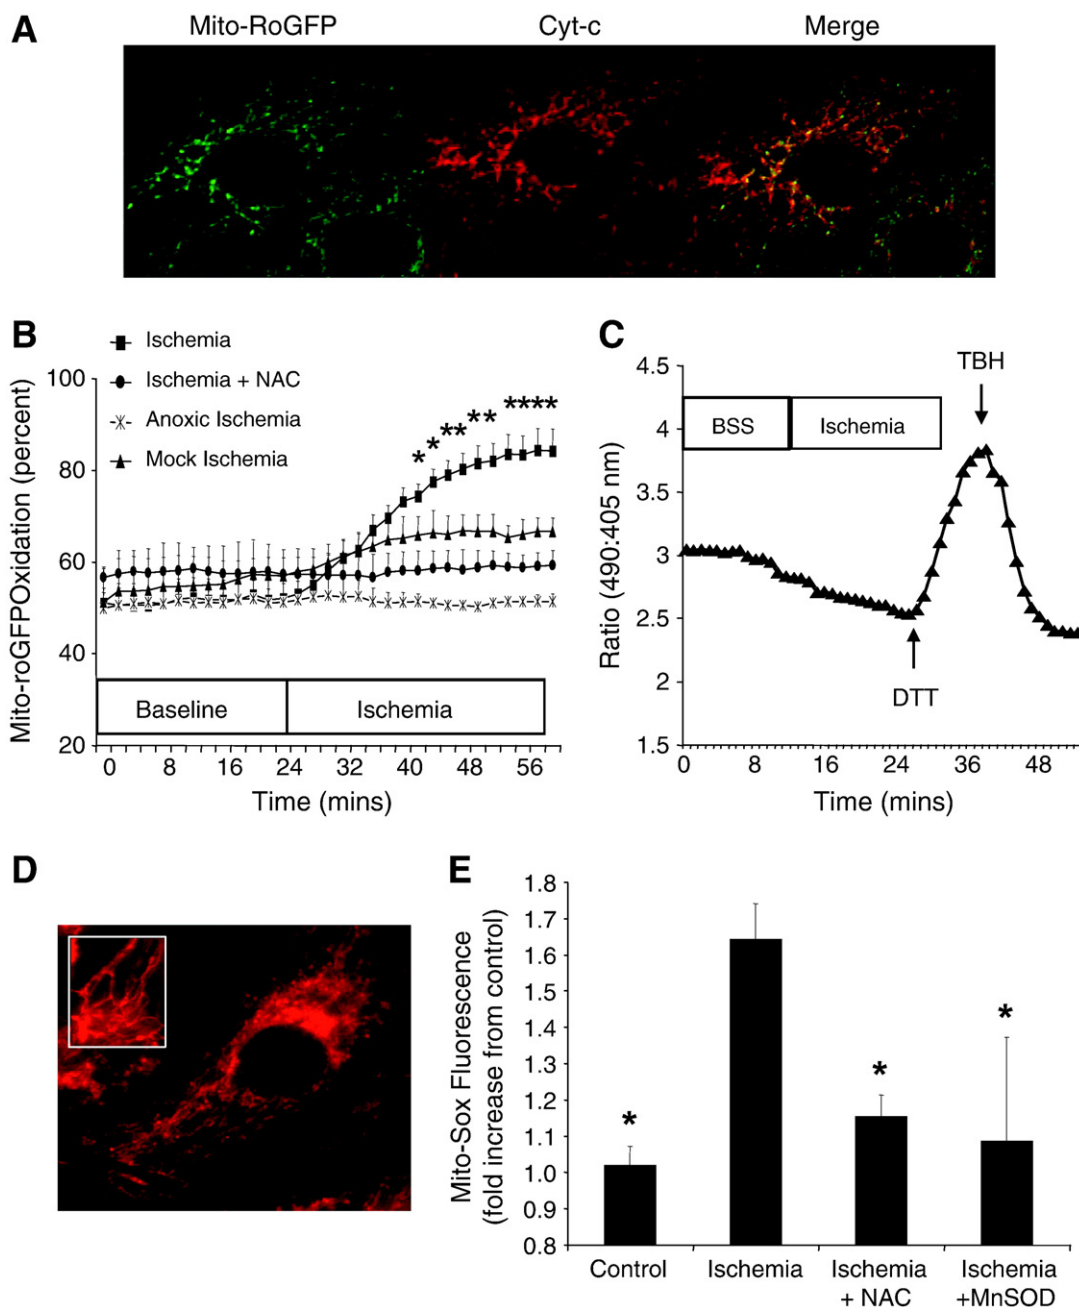 A
Mito-RoGFP
Cyt-c
Merge
B
Ischemia
Ischemia + NAC
Anoxic Ischemia
Mock Ischemia
Mito-roGFPOxidation (percent)
100
80
60
40
20
*
*
**
**
****
Baseline
Ischemia
0 8 16 24 32 40 48 56
Time (mins)
C
Ratio (490:405 nm)
4.5
4
3.5
3
2.5
2
1.5
BSS
Ischemia
TBH
DTT
0 8 16 24 36 48
Time (mins)
D
E
Mito-Sox Fluorescence
(fold increase from control)
1.8
1.7
1.6
1.5
1.4
1.3
1.2
1.1
1.0
0.9
0.8
*
*
*
Control
Ischemia
Ischemia
+ NAC
Ischemia
+MnSOD